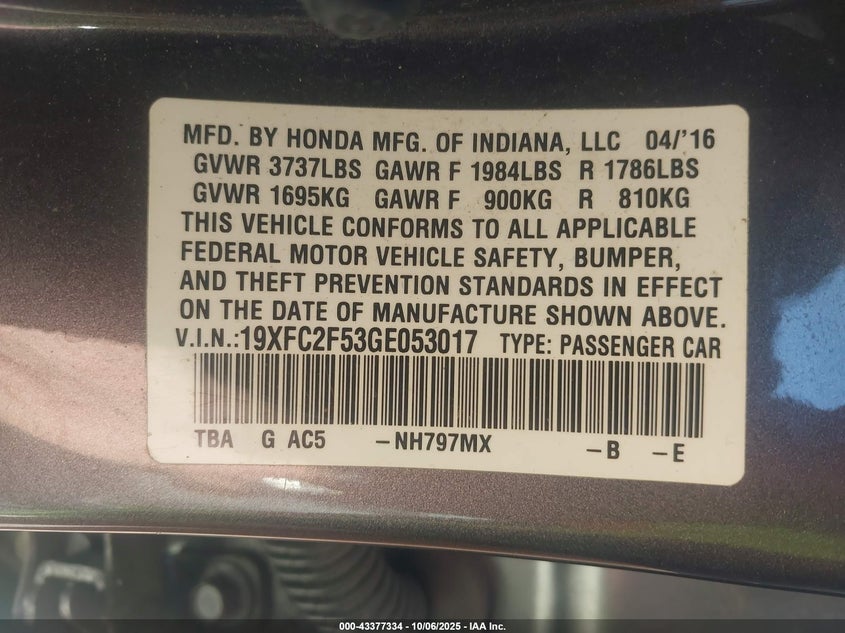 MFD. BY HONDA MFG. OF INDIANA, LLC 04/'16
GVWR 3737LBS GAWR F 1984LBS R 1786LBS
GVWR 1695KG GAWR F 900KG R 810KG
THIS VEHICLE CONFORMS TO ALL APPLICABLE
FEDERAL MOTOR VEHICLE SAFETY, BUMPER,
AND THEFT PREVENTION STANDARDS IN EFFECT
ON THE DATE OF MANUFACTURE SHOWN ABOVE.
V.I.N.:19XFC2F53GE053017 TYPE: PASSENGER CAR
TBA G AC5 –NH797MX –B –E
000-43377334 - 10/06/2025 - IAA Inc.